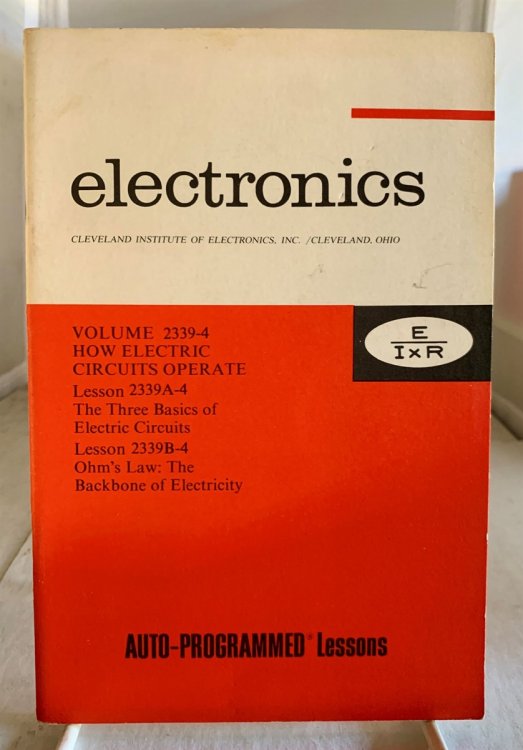 electronics
CLEVELAND INSTITUTE OF ELECTRONICS, INC. /CLEVELAND, OHIO
VOLUME 2339-4
HOW ELECTRIC
CIRCUITS OPERATE
Lesson 2339A-4
The Three Basics of
Electric Circuits
Lesson 2339B-4
Ohm's Law: The
Backbone of Electricity
E
I x R
AUTO-PROGRAMMED® Lessons